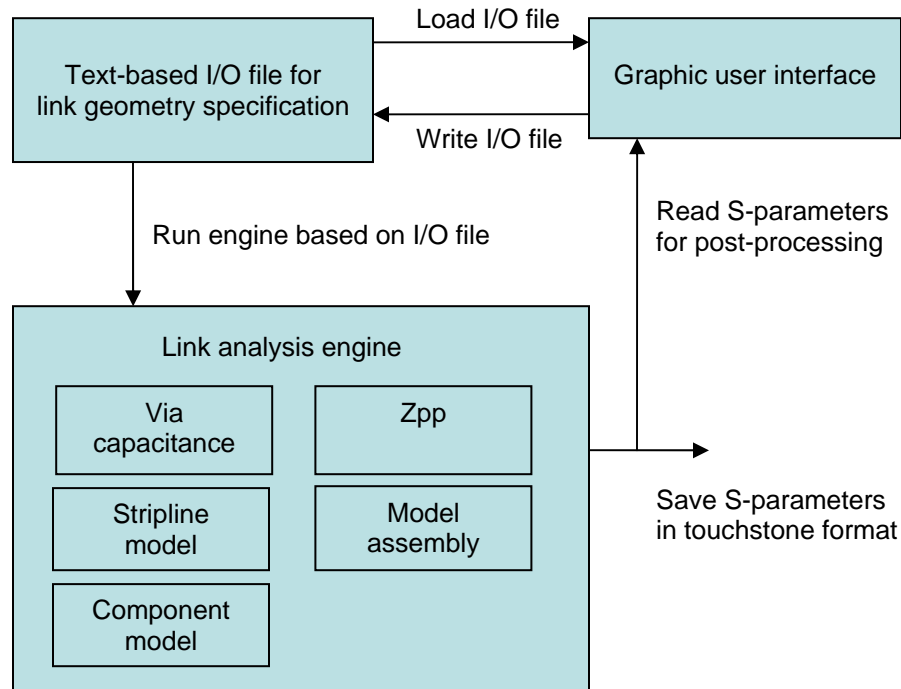 Load I/O file
Text-based I/O file for
link geometry specification
Graphic user interface
Write I/O file
Run engine based on I/O file
Read S-parameters
for post-processing
Link analysis engine
Via
capacitance
Zpp
Stripline
model
Model
assembly
Component
model
Save S-parameters
in touchstone format